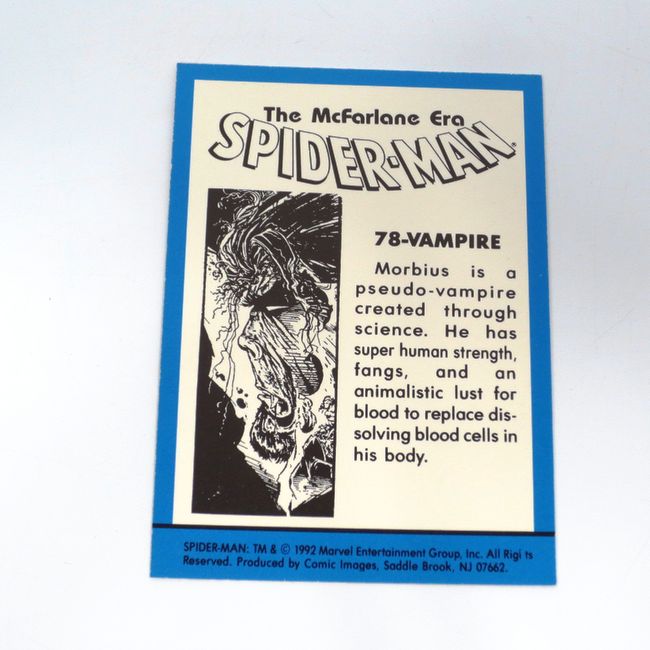 The McFarlane Era
SPIDER-MAN®
78-VAMPIRE
Morbius is a
pseudo-vampire
created through
science. He has
super human strength,
fangs, and an
animalistic lust for
blood to replace dis-
solving blood cells in
his body.
SPIDER-MAN: TM & © 1992 Marvel Entertainment Group, Inc. All Rigi ts
Reserved. Produced by Comic Images, Saddle Brook, NJ 07662.